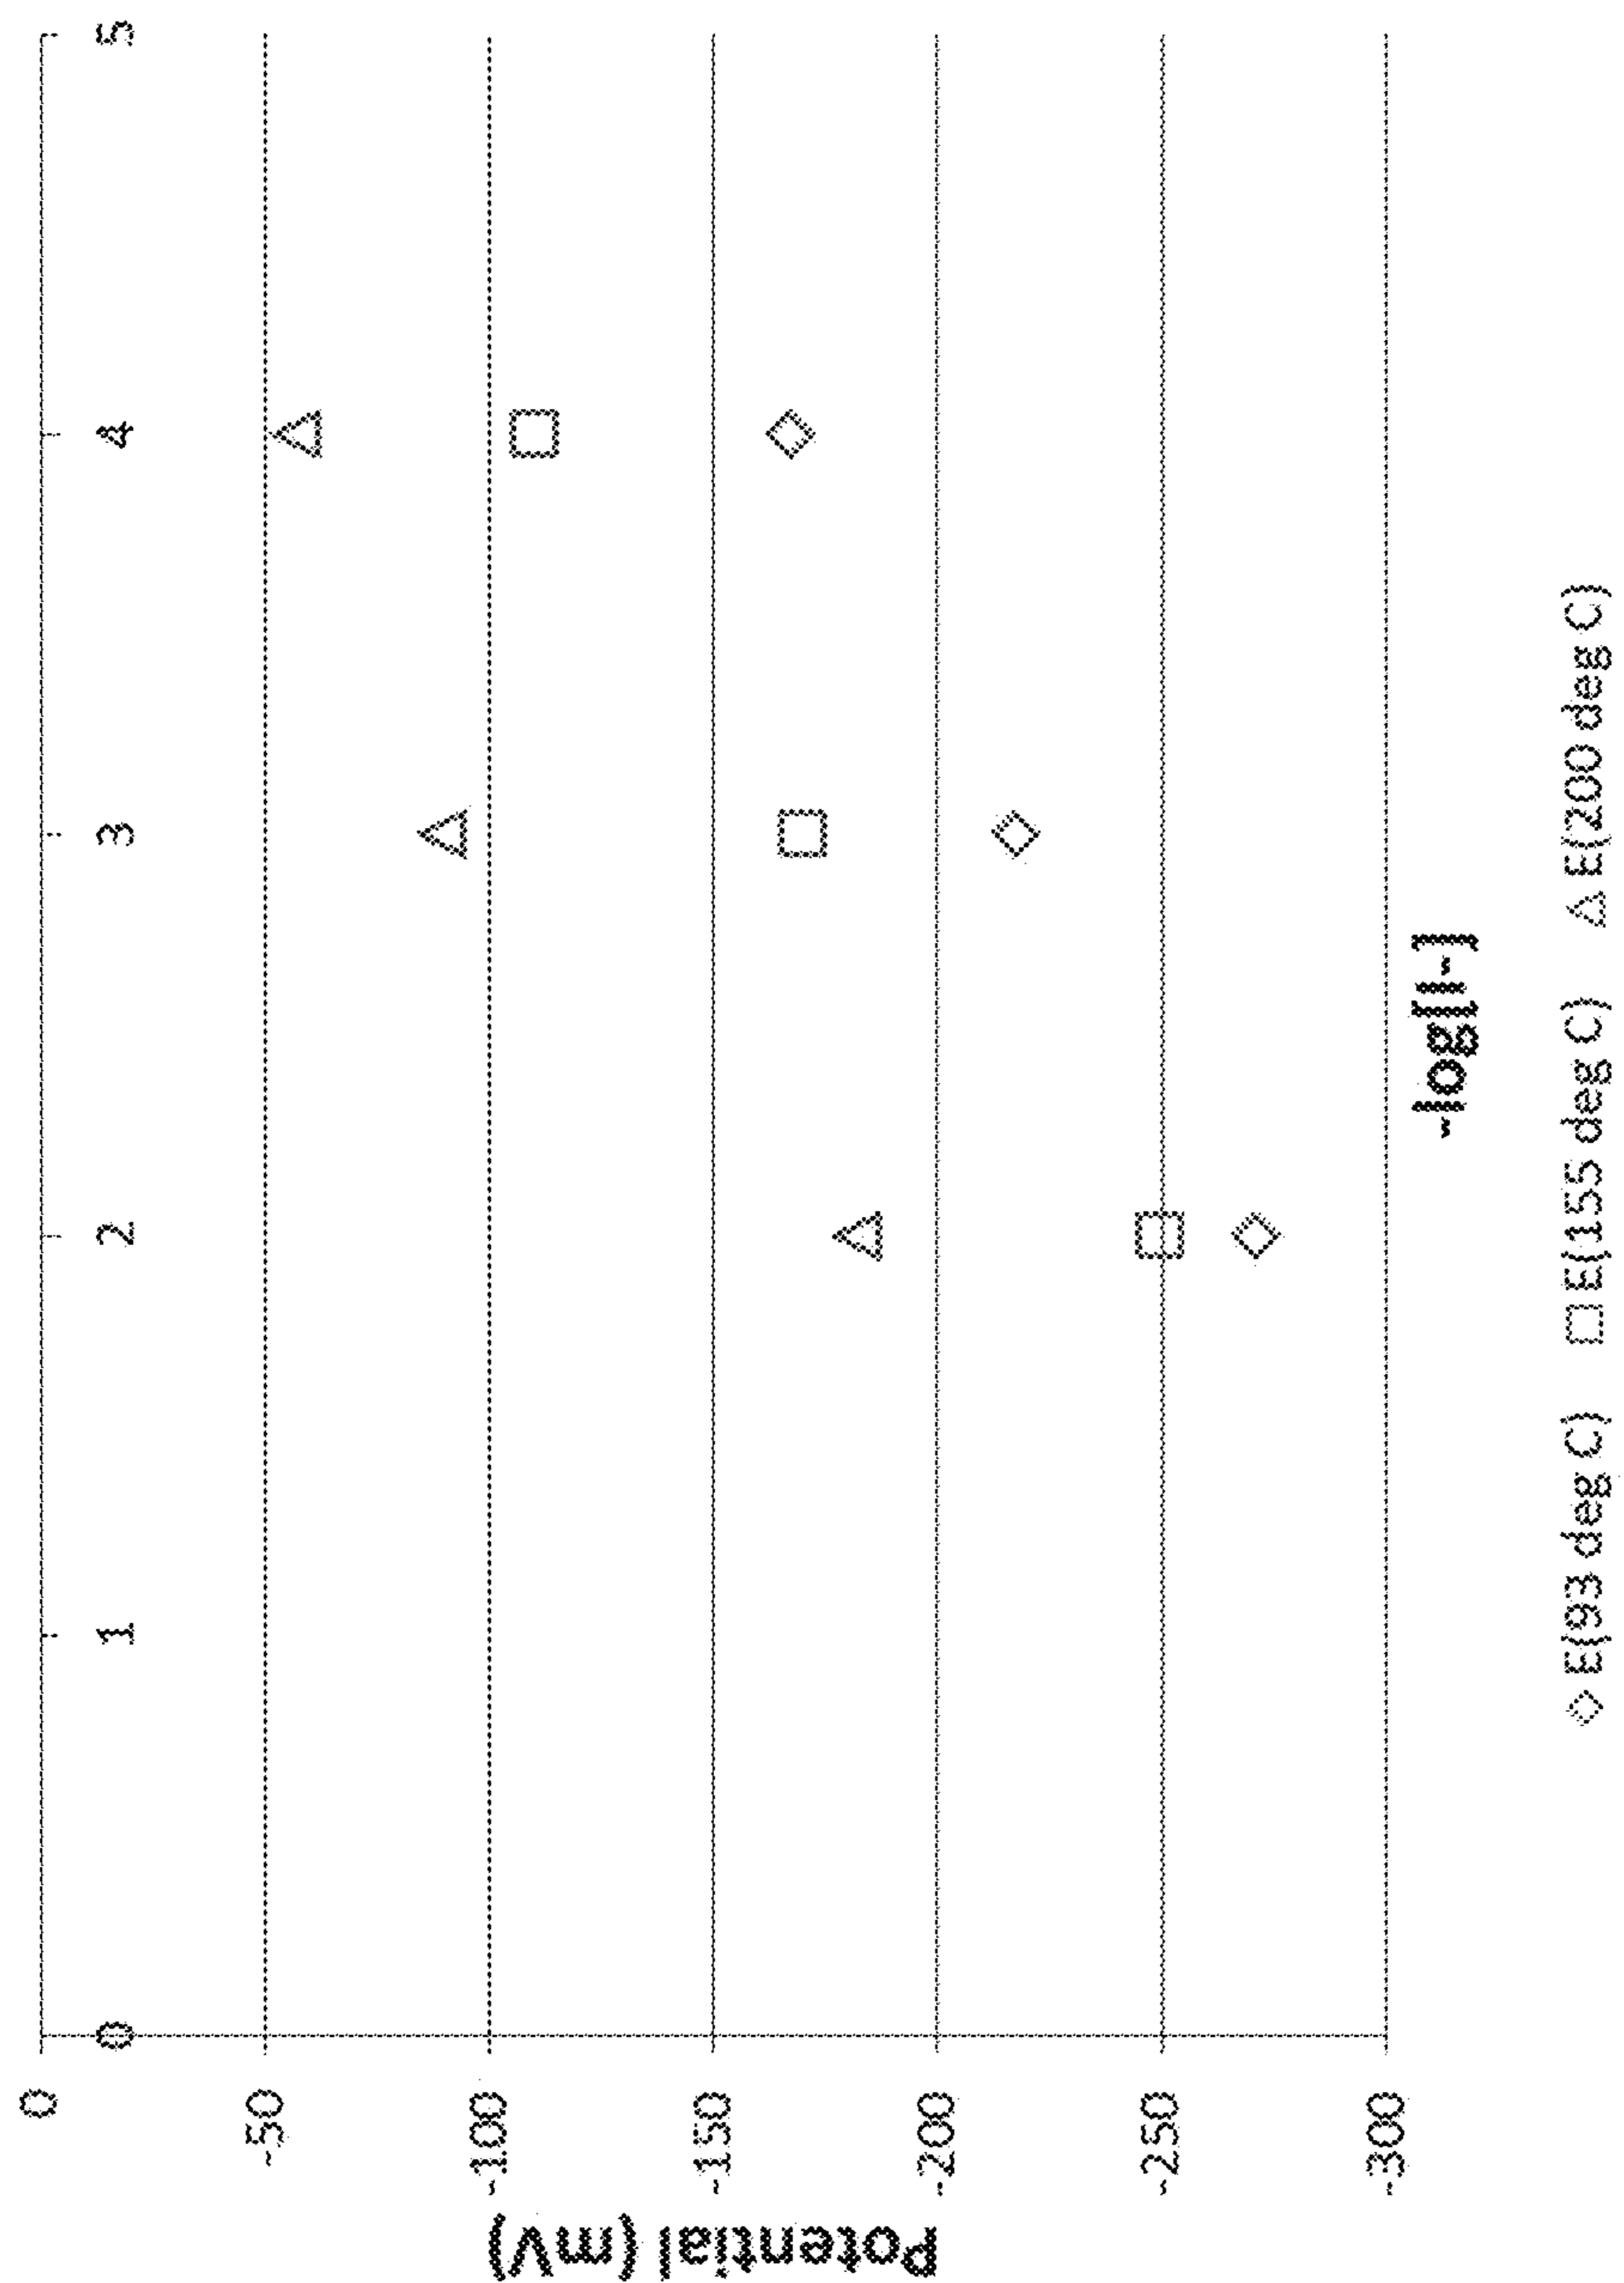 Potential (mV)
0
-50
-100
-150
-200
-250
-300
0
1
2
3
4
5
-log[I-]
E(93 deg C)
E(155 deg C)
E(200 deg C)